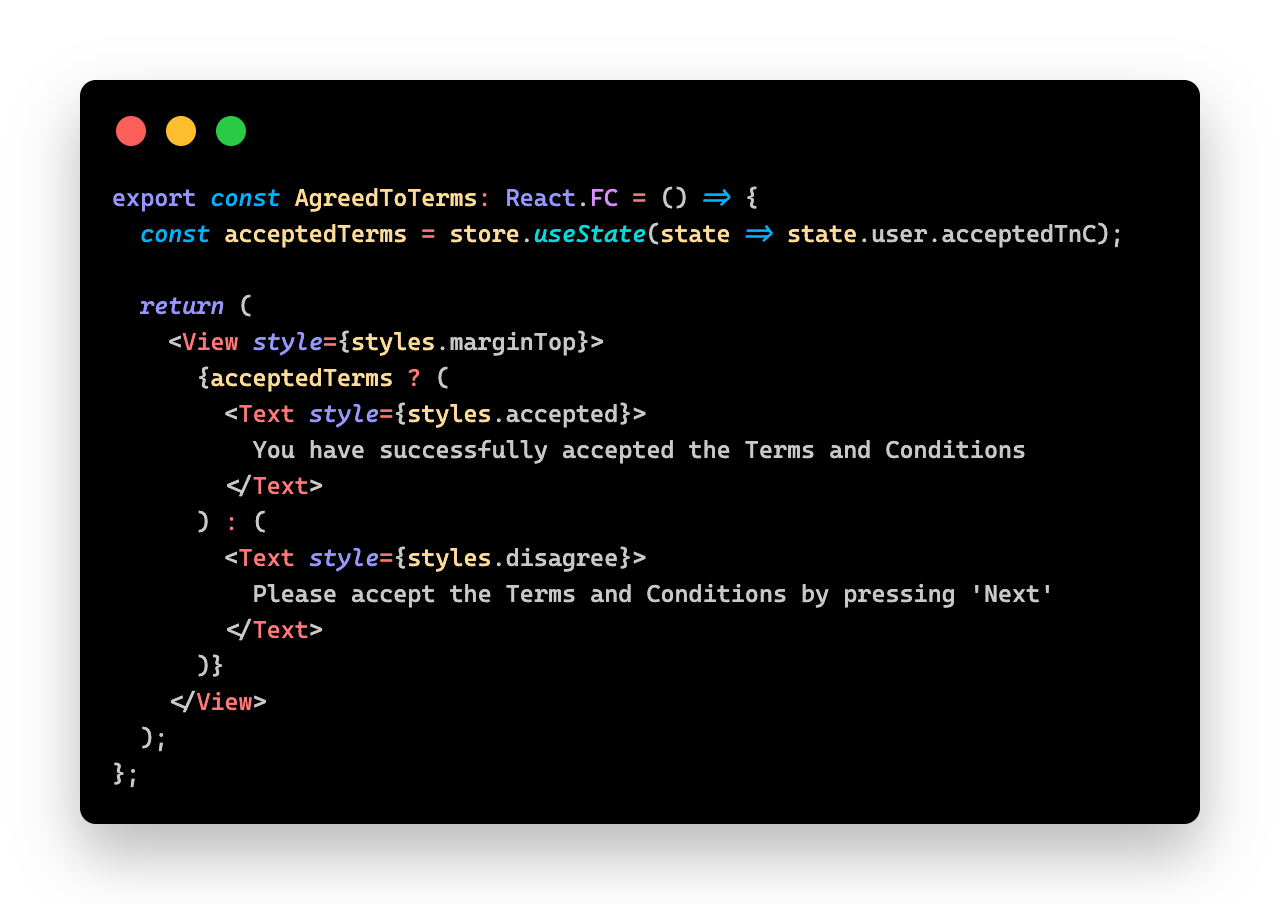 export const AgreedToTerms: React.FC = () => {
  const acceptedTerms = store.useState(state => state.user.acceptedTnC);

  return (
    <View style={styles.marginTop}>
      {acceptedTerms ? (
        <Text style={styles.accepted}>
          You have successfully accepted the Terms and Conditions
        </Text>
      ) : (
        <Text style={styles.disagree}>
          Please accept the Terms and Conditions by pressing 'Next'
        </Text>
      )}
    </View>
  );
};